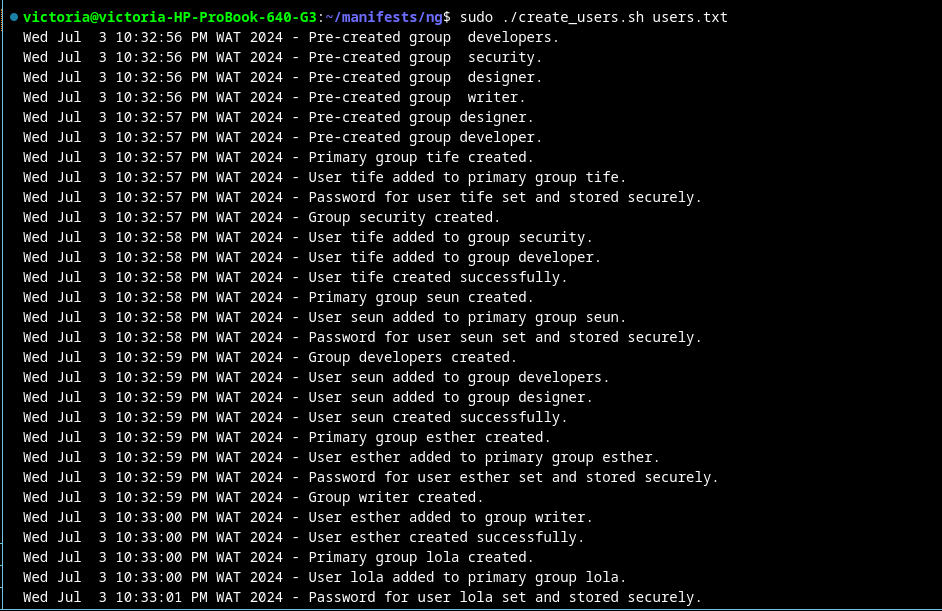 victoria@victoria-HP-ProBook-640-G3:~/manifests/ng$ sudo ./create_users.sh users.txt
Wed Jul  3 10:32:56 PM WAT 2024 - Pre-created group  developers.
Wed Jul  3 10:32:56 PM WAT 2024 - Pre-created group  security.
Wed Jul  3 10:32:56 PM WAT 2024 - Pre-created group  designer.
Wed Jul  3 10:32:56 PM WAT 2024 - Pre-created group  writer.
Wed Jul  3 10:32:57 PM WAT 2024 - Pre-created group designer.
Wed Jul  3 10:32:57 PM WAT 2024 - Pre-created group developer.
Wed Jul  3 10:32:57 PM WAT 2024 - Primary group tife created.
Wed Jul  3 10:32:57 PM WAT 2024 - User tife added to primary group tife.
Wed Jul  3 10:32:57 PM WAT 2024 - Password for user tife set and stored securely.
Wed Jul  3 10:32:57 PM WAT 2024 - Group security created.
Wed Jul  3 10:32:58 PM WAT 2024 - User tife added to group security.
Wed Jul  3 10:32:58 PM WAT 2024 - User tife added to group developer.
Wed Jul  3 10:32:58 PM WAT 2024 - User tife created successfully.
Wed Jul  3 10:32:58 PM WAT 2024 - Primary group seun created.
Wed Jul  3 10:32:58 PM WAT 2024 - User seun added to primary group seun.
Wed Jul  3 10:32:58 PM WAT 2024 - Password for user seun set and stored securely.
Wed Jul  3 10:32:59 PM WAT 2024 - Group developers created.
Wed Jul  3 10:32:59 PM WAT 2024 - User seun added to group developers.
Wed Jul  3 10:32:59 PM WAT 2024 - User seun added to group designer.
Wed Jul  3 10:32:59 PM WAT 2024 - User seun created successfully.
Wed Jul  3 10:32:59 PM WAT 2024 - Primary group esther created.
Wed Jul  3 10:32:59 PM WAT 2024 - User esther added to primary group esther.
Wed Jul  3 10:32:59 PM WAT 2024 - Password for user esther set and stored securely.
Wed Jul  3 10:32:59 PM WAT 2024 - Group writer created.
Wed Jul  3 10:33:00 PM WAT 2024 - User esther added to group writer.
Wed Jul  3 10:33:00 PM WAT 2024 - User esther created successfully.
Wed Jul  3 10:33:00 PM WAT 2024 - Primary group lola created.
Wed Jul  3 10:33:00 PM WAT 2024 - User lola added to primary group lola.
Wed Jul  3 10:33:01 PM WAT 2024 - Password for user lola set and stored securely.